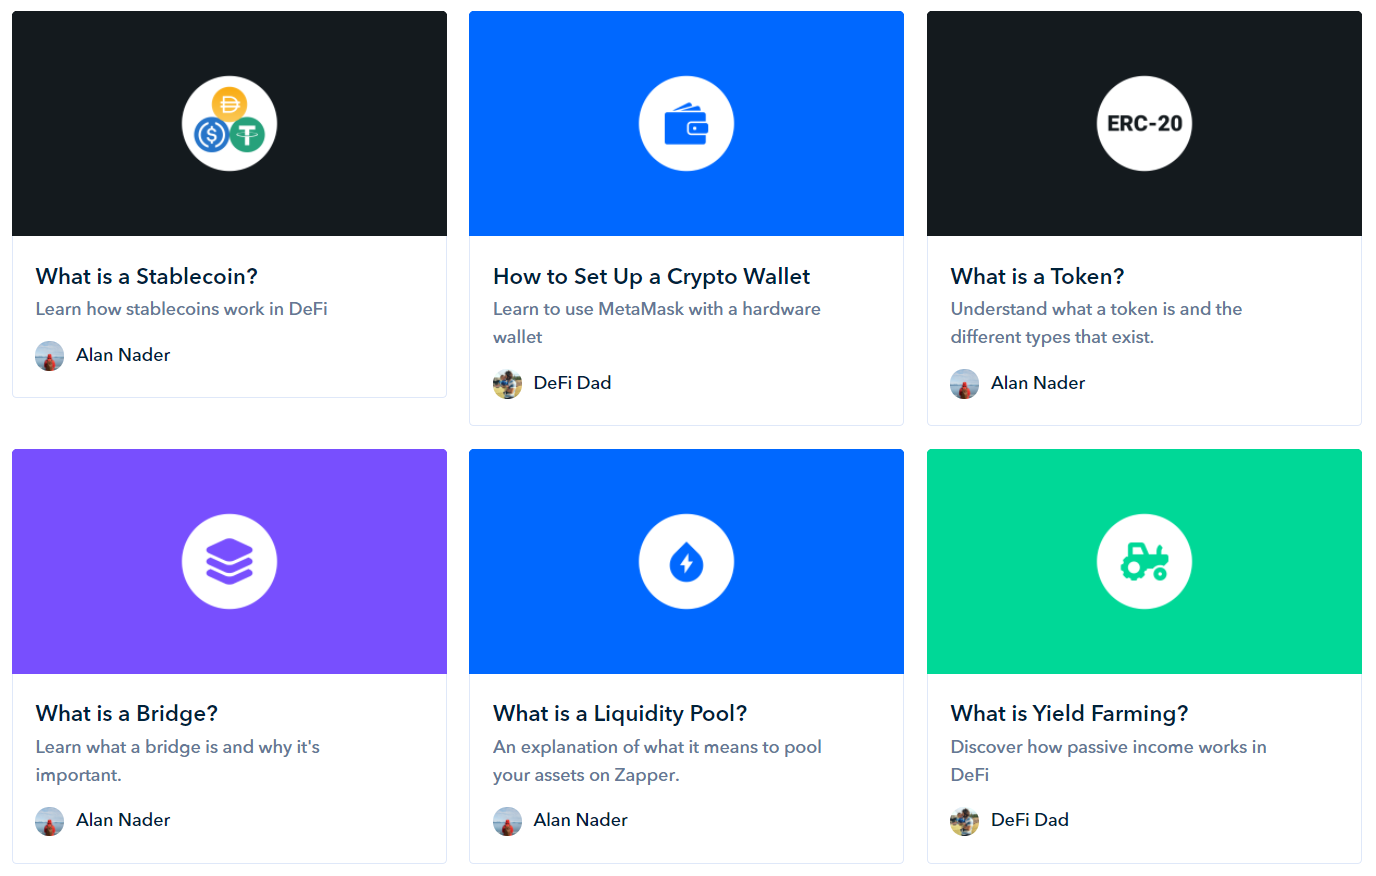 ERC-20
What is a Stablecoin?
Learn how stablecoins work in DeFi
Alan Nader
How to Set Up a Crypto Wallet
Learn to use MetaMask with a hardware
wallet
DeFi Dad
What is a Token?
Understand what a token is and the
different types that exist.
Alan Nader
What is a Bridge?
Learn what a bridge is and why it's
important.
Alan Nader
What is a Liquidity Pool?
An explanation of what it means to pool
your assets on Zapper.
Alan Nader
What is Yield Farming?
Discover how passive income works in
DeFi
DeFi Dad